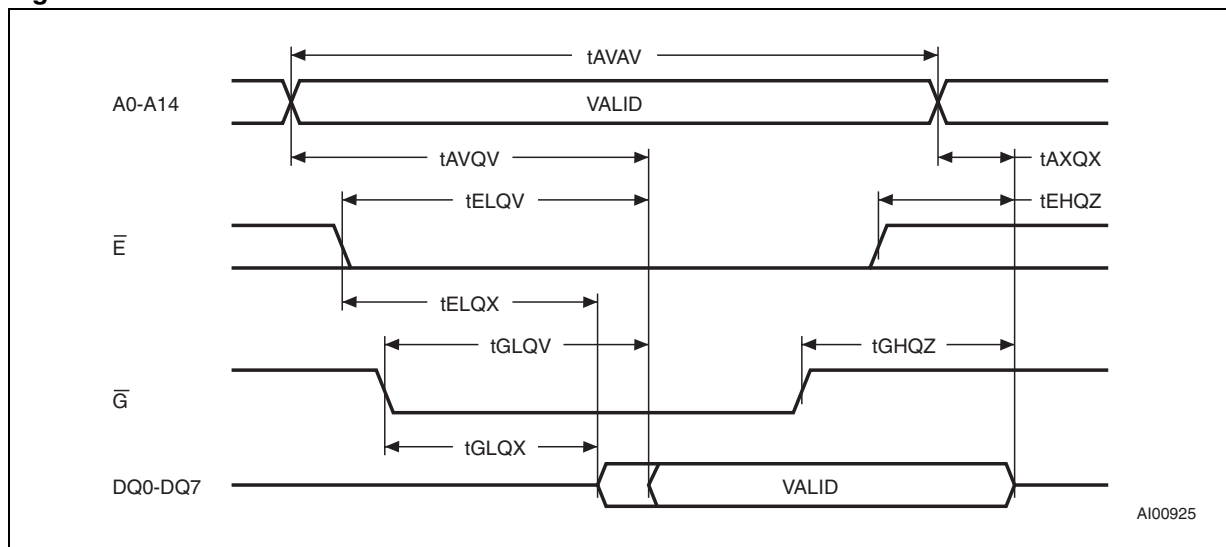 tAVAV
A0-A14
VALID
tAVQV
tAXQX
tELQV
tEHQZ
E̅
tELQX
tGLQV
tGHQZ
G̅
tGLQX
DQ0-DQ7
VALID
AI00925